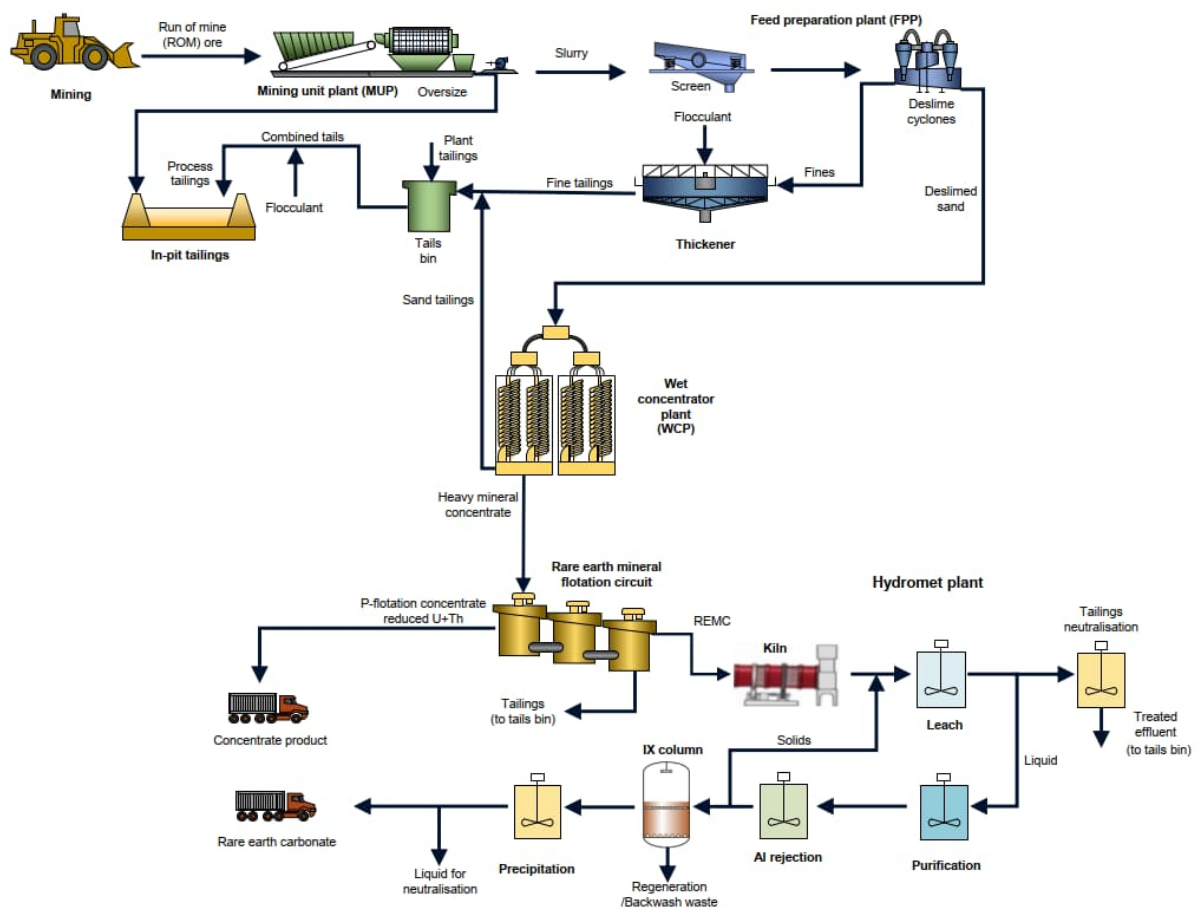 Run of mine
(ROM) ore
Mining
Mining unit plant (MUP)
Oversize
Slurry
Feed preparation plant (FPP)
Screen
Deslime
cyclones
Flocculant
Combined tails
Plant
tailings
Process
tailings
Flocculant
Fine tailings
Fines
Deslimed
sand
In-pit tailings
Tails
bin
Thickener
Sand tailings
Wet
concentrator
plant
(WCP)
Heavy mineral
concentrate
Rare earth mineral
flotation circuit
Hydromet plant
P-flotation concentrate
reduced U+Th
REMC
Kiln
Tailings
neutralisation
Tailings
(to tails bin)
Leach
Treated
effluent
(to tails bin)
Concentrate product
IX column
Solids
Liquid
Rare earth carbonate
Precipitation
Al rejection
Purification
Liquid for
neutralisation
Regeneration
/Backwash waste